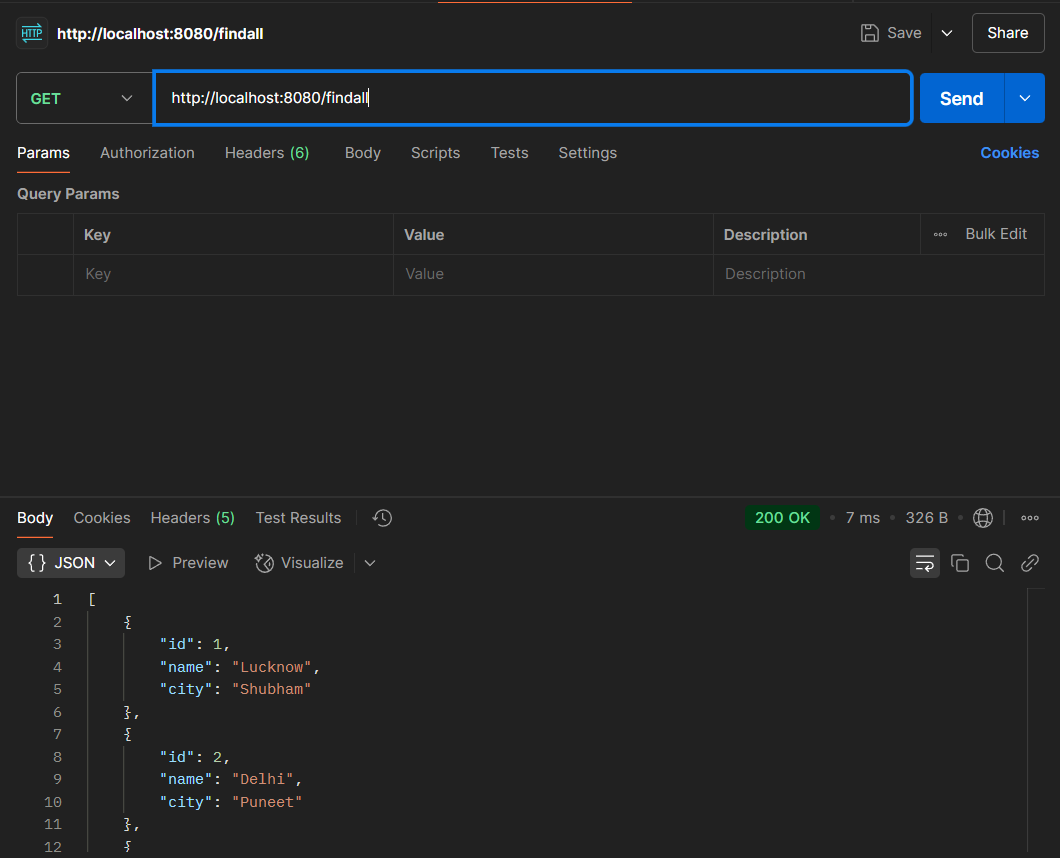 HTTP http://localhost:8080/findall Save Share
GET http://localhost:8080/findall Send
Params Authorization Headers (6) Body Scripts Tests Settings Cookies
Query Params
Key Value Description Bulk Edit
Key Value Description
Body Cookies Headers (5) Test Results 200 OK • 7 ms • 326 B •
{} JSON Preview Visualize
1 [
2 {
3 "id": 1,
4 "name": "Lucknow",
5 "city": "Shubham"
6 },
7 {
8 "id": 2,
9 "name": "Delhi",
10 "city": "Puneet"
11 },
12 {